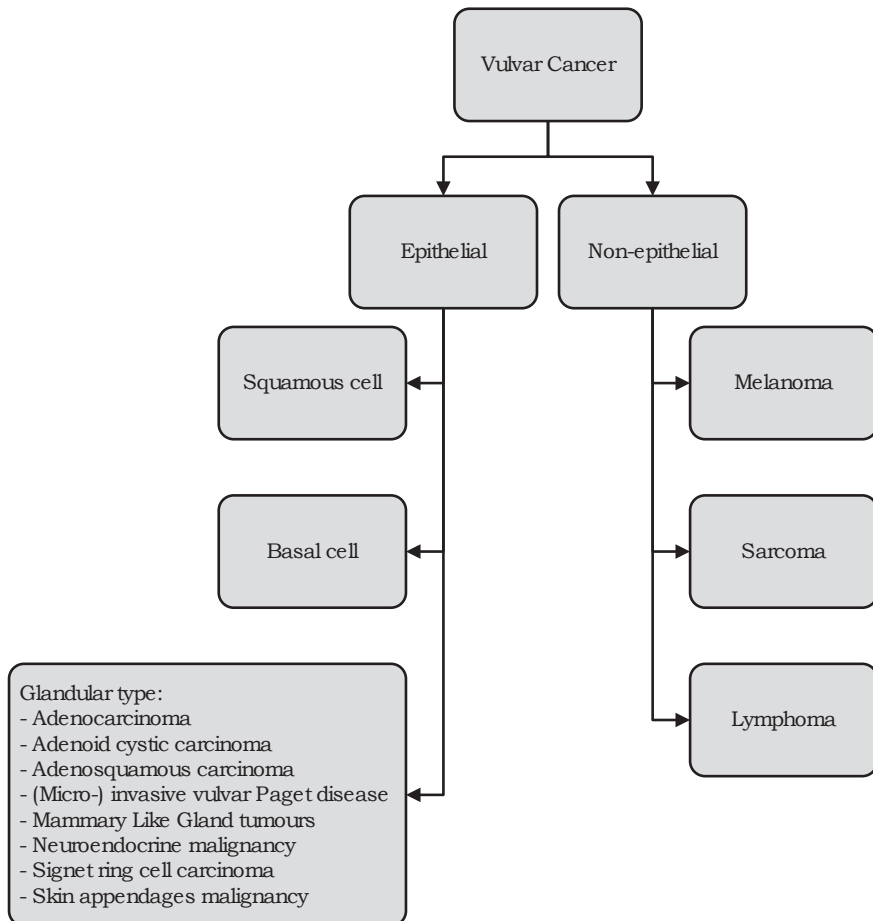 Vulvar Cancer
Epithelial
Non-epithelial
Squamous cell
Melanoma
Basal cell
Sarcoma
Glandular type:
- Adenocarcinoma
- Adenoid cystic carcinoma
- Adenosquamous carcinoma
- (Micro-) invasive vulvar Paget disease
- Mammary Like Gland tumours
- Neuroendocrine malignancy
- Signet ring cell carcinoma
- Skin appendages malignancy
Lymphoma